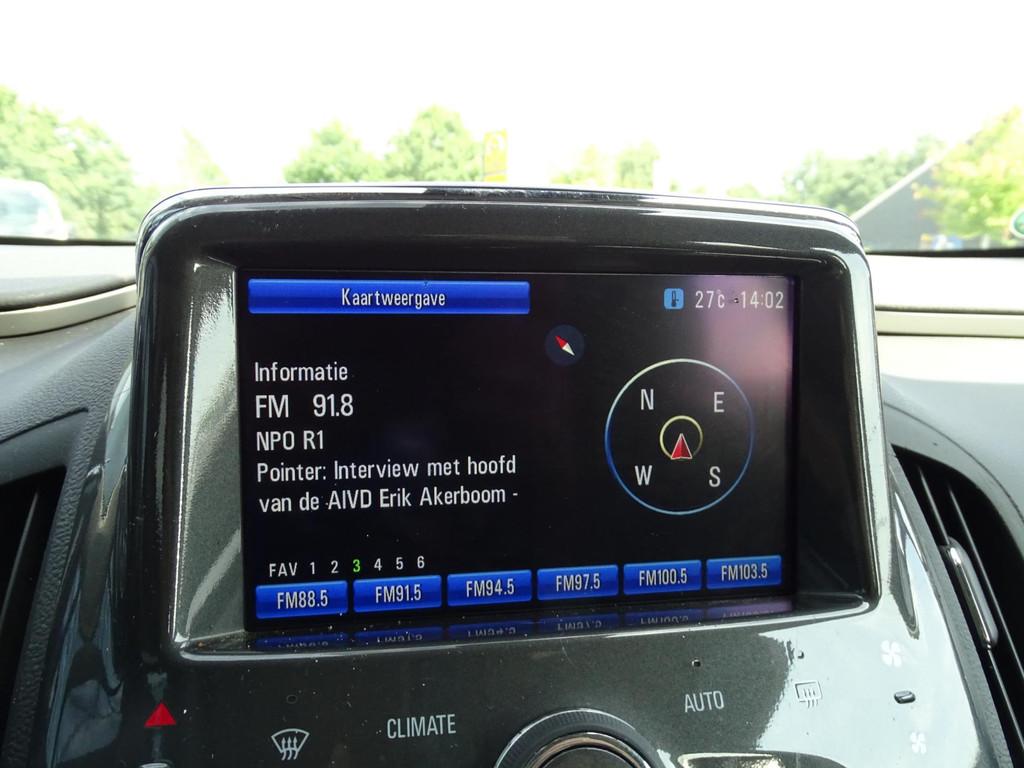 Kaartweergave
27c 14:02
Informatie
FM 91.8
NPO R1
Pointer: Interview met hoofd
van de AIVD Erik Akerboom -
N E
W S
FAV 1 2 3 4 5 6
FM88.5 FM91.5 FM94.5 FM97.5 FM100.5 FM103.5
CLIMATE AUTO